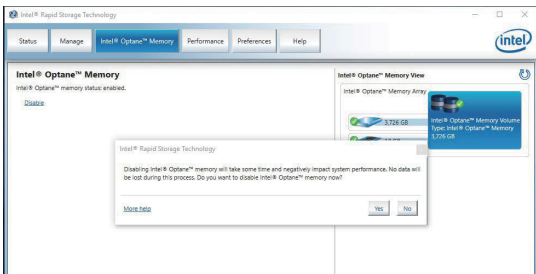 Intel® Rapid Storage Technology
Status
Manage
Intel® Optane™ Memory
Performance
Preferences
Help
intel
Intel® Optane™ Memory
Intel® Optane™ memory status: enabled.
Disable
Intel® Optane™ Memory View
Intel® Optane™ Memory Array
3,726 GB
Intel® Optane™ Memory Volume
Type: Intel® Optane™ Memory
3,726 GB
Intel® Rapid Storage Technology
Disabling Intel® Optane™ memory will take some time and negatively impact system performance. No data will
be lost during this process. Do you want to disable Intel® Optane™ memory now?
More help
Yes
No